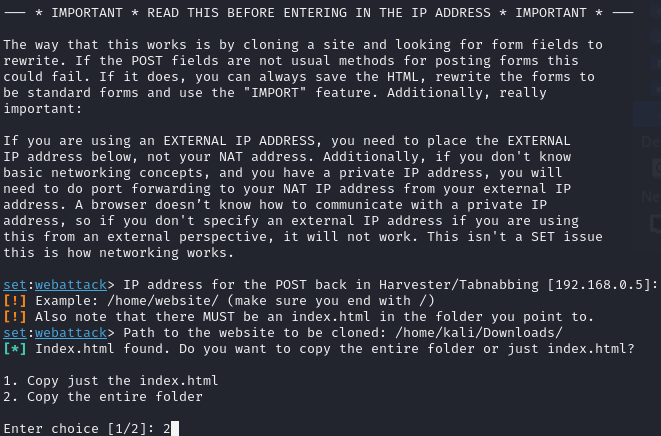 --- * IMPORTANT * READ THIS BEFORE ENTERING IN THE IP ADDRESS * IMPORTANT * ---
The way that this works is by cloning a site and looking for form fields to
rewrite. If the POST fields are not usual methods for posting forms this
could fail. If it does, you can always save the HTML, rewrite the forms to
be standard forms and use the "IMPORT" feature. Additionally, really
important:
If you are using an EXTERNAL IP ADDRESS, you need to place the EXTERNAL
IP address below, not your NAT address. Additionally, if you don't know
basic networking concepts, and you have a private IP address, you will
need to do port forwarding to your NAT IP address from your external IP
address. A browser doesn’t know how to communicate with a private IP
address, so if you don't specify an external IP address if you are using
this from an external perspective, it will not work. This isn't a SET issue
this is how networking works.
set:webattack> IP address for the POST back in Harvester/Tabnabbing [192.168.0.5]:
[!] Example: /home/website/ (make sure you end with /)
[!] Also note that there MUST be an index.html in the folder you point to.
set:webattack> Path to the website to be cloned: /home/kali/Downloads/
[*] Index.html found. Do you want to copy the entire folder or just index.html?
1. Copy just the index.html
2. Copy the entire folder
Enter choice [1/2]: 2